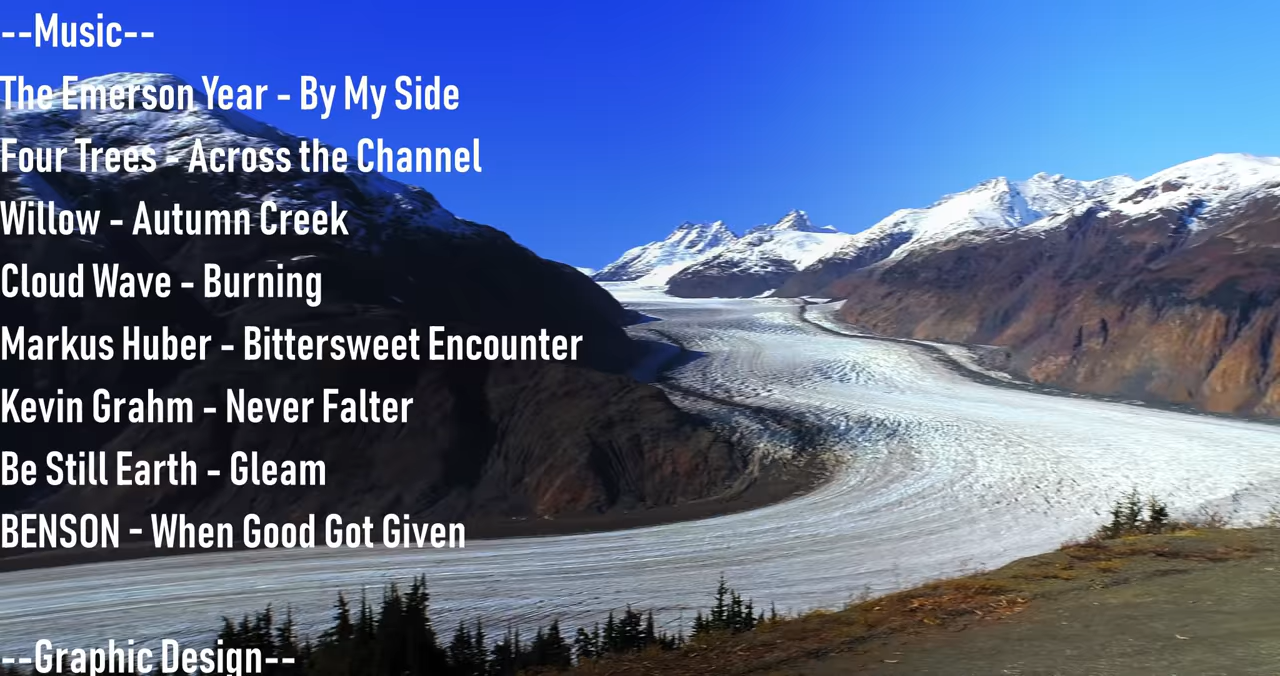 --Music--
The Emerson Year - By My Side
Four Trees - Across the Channel
Willow - Autumn Creek
Cloud Wave - Burning
Markus Huber - Bittersweet Encounter
Kevin Grahm - Never Falter
Be Still Earth - Gleam
BENSON - When Good Got Given
--Graphic Design--